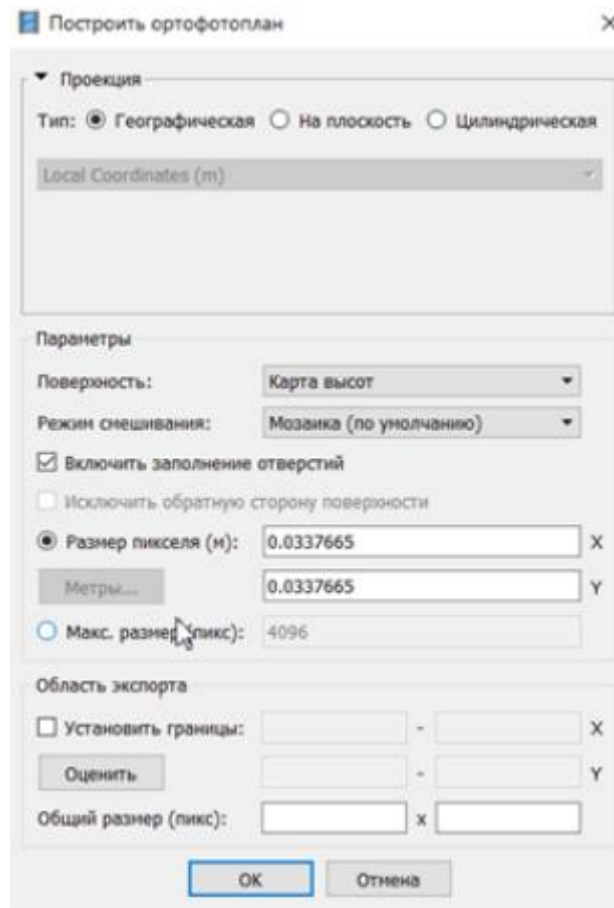 Построить ортофотоплан
Проекция
Тип: Географическая На плоскость Цилиндрическая
Local Coordinates (m)
Параметры
Поверхность: Карта высот
Режим смешивания: Мозаика (по умолчанию)
Включить заполнение отверстий
Исключить обратную сторону поверхности
Размер пикселя (м): 0.0337665 X
Метры... 0.0337665 Y
Макс. размер (пикс): 4096
Область экспорта
Установить границы: - X
Оценить - Y
Общий размер (пикс): x
OK Отмена